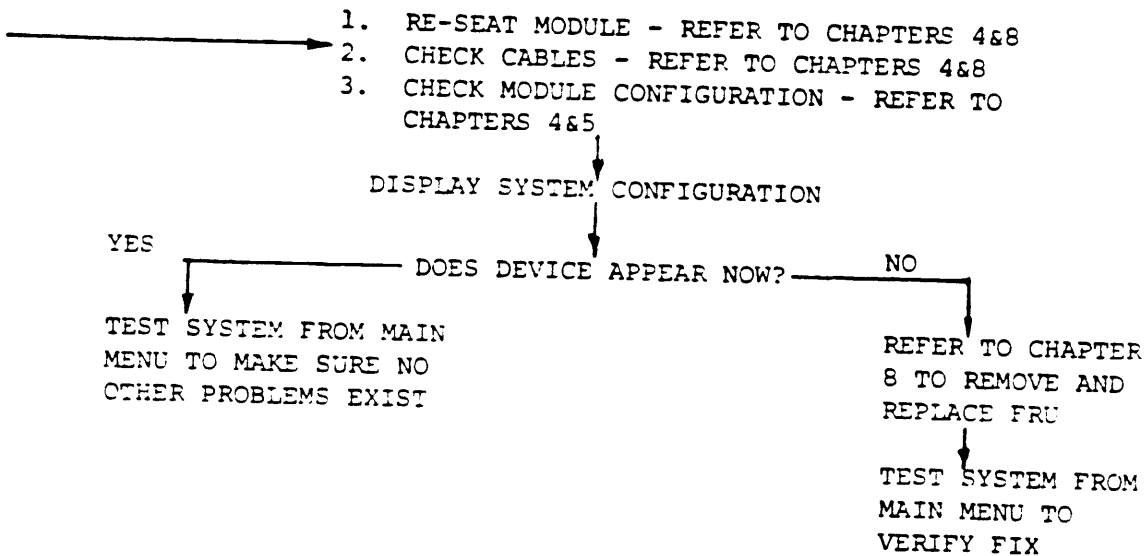 1. RE-SEAT MODULE - REFER TO CHAPTERS 4&8
2. CHECK CABLES - REFER TO CHAPTERS 4&8
3. CHECK MODULE CONFIGURATION - REFER TO
CHAPTERS 4&5
DISPLAY SYSTEM CONFIGURATION
YES
DOES DEVICE APPEAR NOW?
NO
TEST SYSTEM FROM MAIN
MENU TO MAKE SURE NO
OTHER PROBLEMS EXIST
REFER TO CHAPTER
8 TO REMOVE AND
REPLACE FRU
TEST SYSTEM FROM
MAIN MENU TO
VERIFY FIX